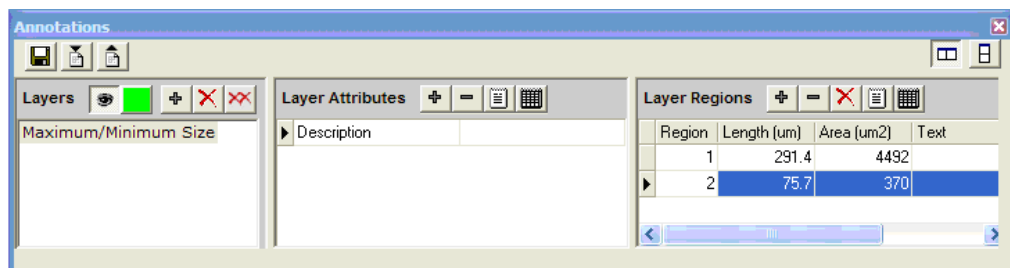 Annotations
Layers
Layer Attributes
Layer Regions
Maximum/Minimum Size
Description
Region Length (um) Area (um2) Text
1 291.4 4492
2 75.7 370